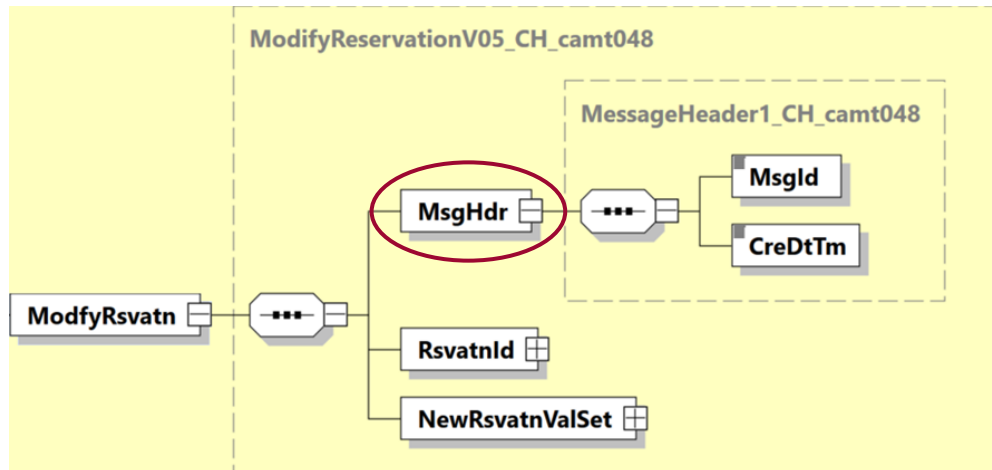 ModifyReservationV05_CH_camt048
MessageHeader1_CH_camt048
MsgId
MsgHdr
CreDtTm
ModfyRsvatn
RsvatnId
NewRsvatnValSet